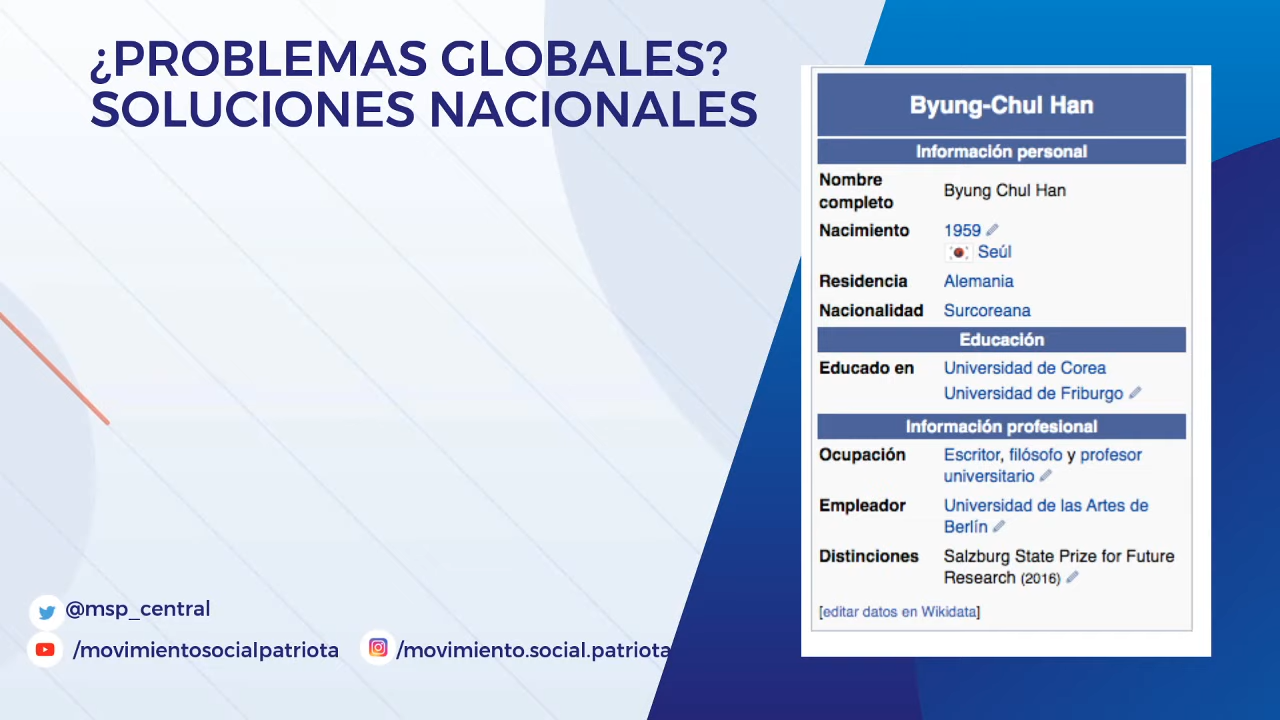 ¿PROBLEMAS GLOBALES?
SOLUCIONES NACIONALES
Byung-Chul Han
Información personal
Nombre completo Byung Chul Han
Nacimiento 1959
Seúl
Residencia Alemania
Nacionalidad Surcoreana
Educación
Educado en Universidad de Corea
Universidad de Friburgo
Información profesional
Ocupación Escritor, filósofo y profesor
universitario
Empleador Universidad de las Artes de
Berlín
Distinciones Salzburg State Prize for Future
Research (2016)
[editar datos en Wikidata]
@msp_central
/movimientosocialpatriota
/movimiento.social.patriota